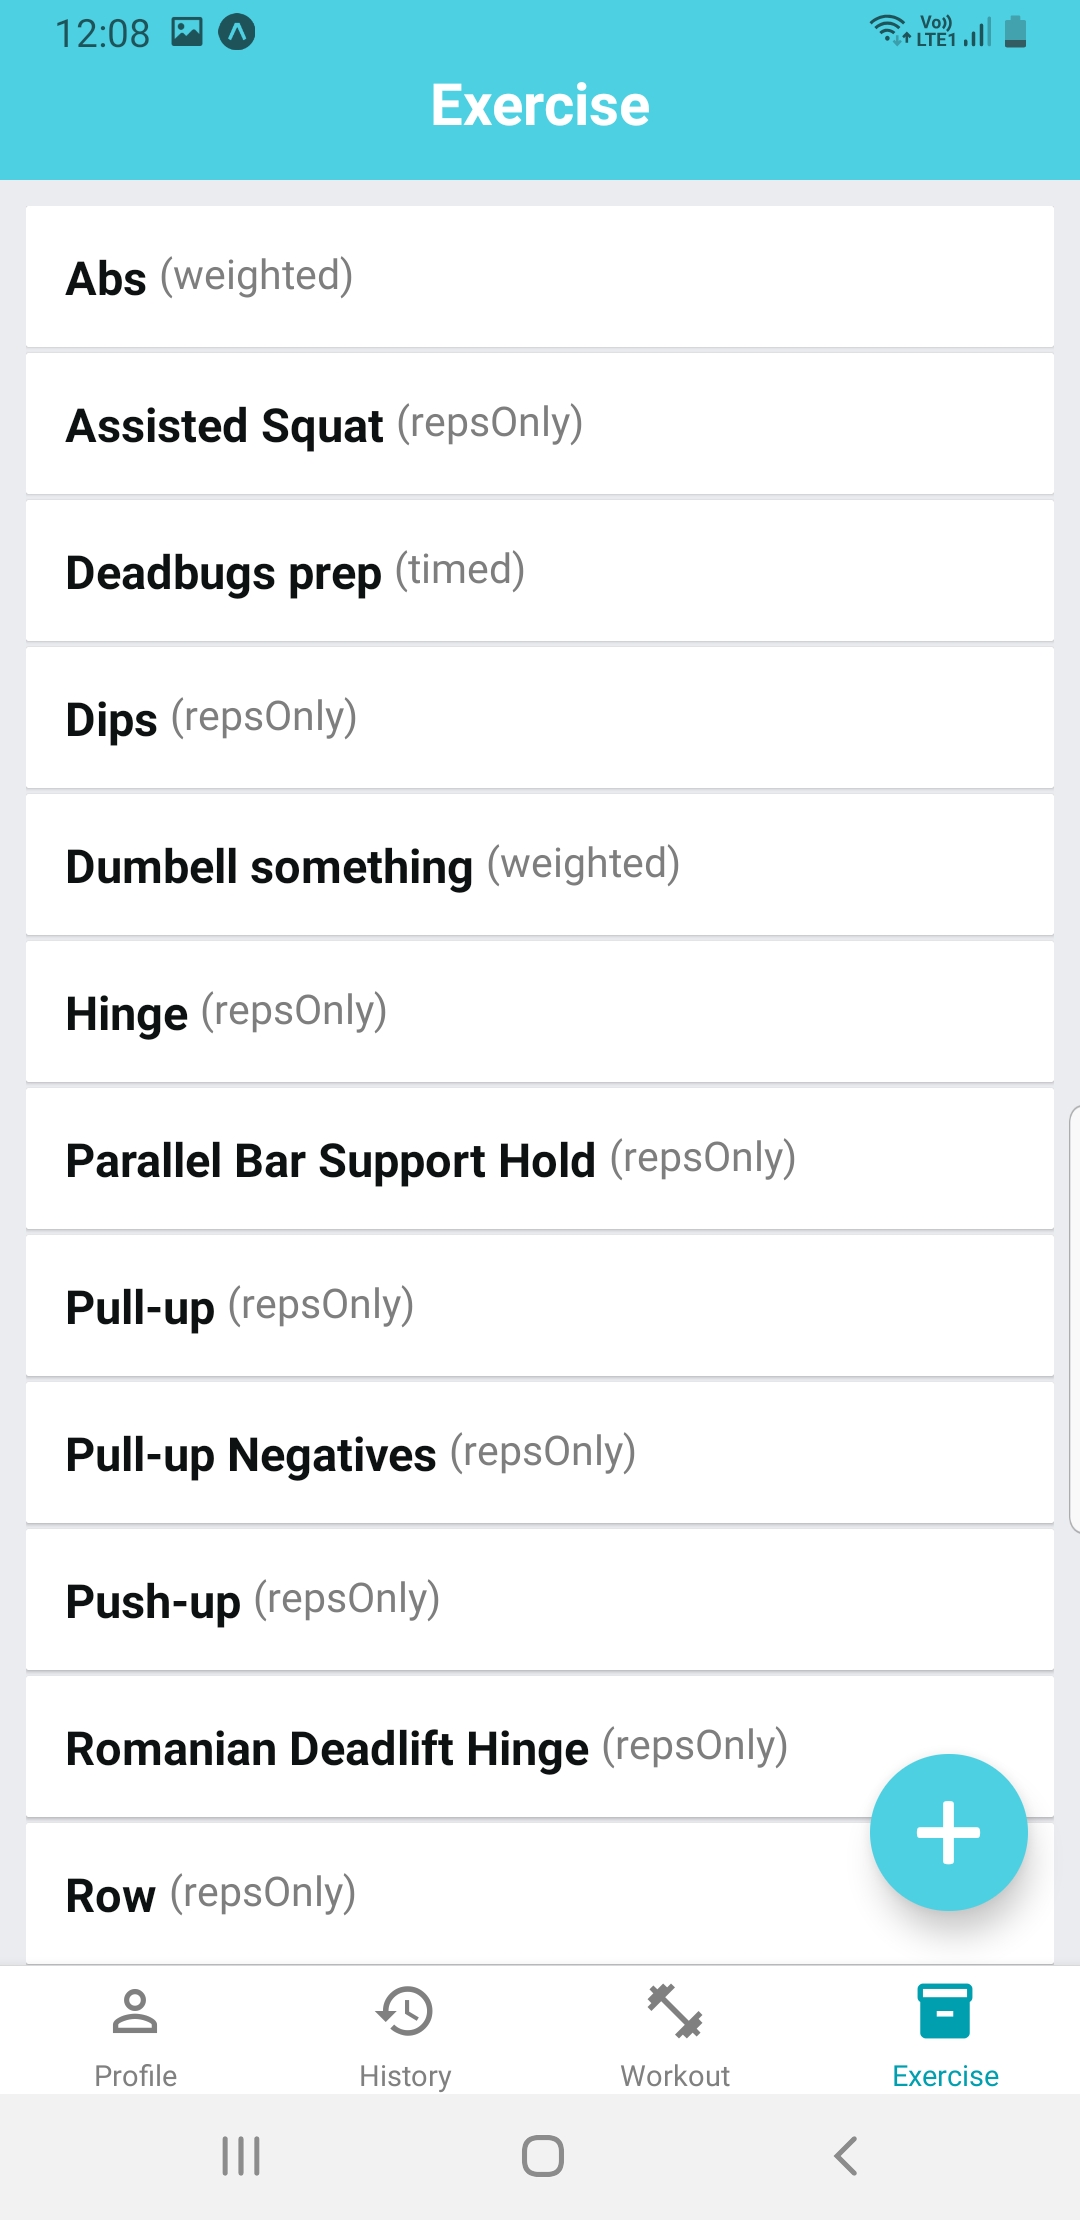 12:08 Vo)) LTE1
Exercise
Abs (weighted)
Assisted Squat (repsOnly)
Deadbugs prep (timed)
Dips (repsOnly)
Dumbell something (weighted)
Hinge (repsOnly)
Parallel Bar Support Hold (repsOnly)
Pull-up (repsOnly)
Pull-up Negatives (repsOnly)
Push-up (repsOnly)
Romanian Deadlift Hinge (repsOnly)
Row (repsOnly)
Profile History Workout Exercise